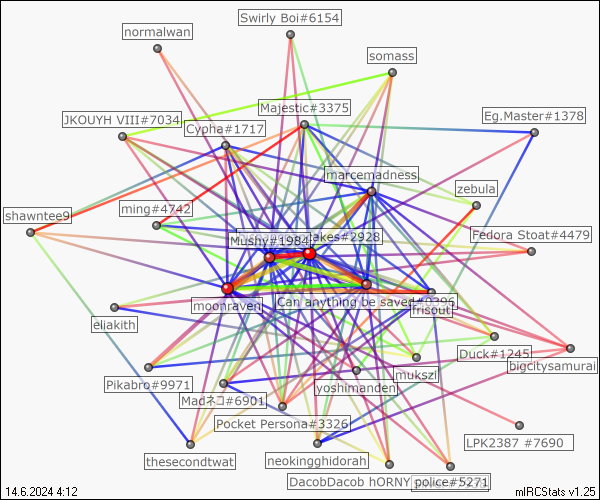 Swirly Boi#6154
normalwan
somass
Majestic#3375
Eg.Master#1378
JKOUYH VIII#7034
Cypha#1717
marcemadness
zebula
ming#4742
shawntee9
Fedora Stoat#4479
Mushy#1984
akes#2928
moonraven
Can anything be saved#0396
frisout
eliakith
Duck#1245
bigcitysamurai
mukszi
Pikabro#9971
yoshimanden
Madネコ#6901
Pocket Persona#3326
LPK2387 #7690
thesecondtwat
neokingghidorah
DacobDacob hORNY police#5271
14.6.2024 4:12
mIRCStats v1.25